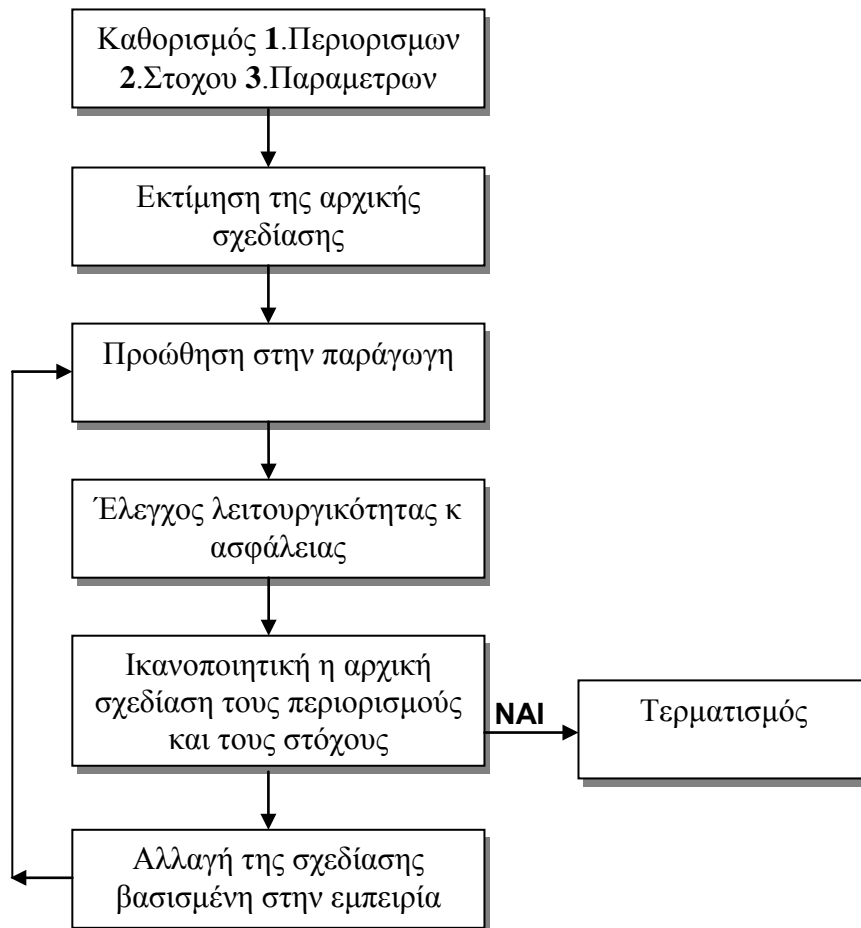 Καθορισμός 1.Περιορισμων
2.Στοχου 3.Παραμετρων
Εκτίμηση της αρχικής
σχεδίασης
Προώθηση στην παράγωγη
Έλεγχος λειτουργικότητας κ
ασφάλειας
Ικανοποιητική η αρχική
σχεδίαση τους περιορισμούς
και τους στόχους
ΝΑΙ
Τερματισμός
Αλλαγή της σχεδίασης
βασισμένη στην εμπειρία